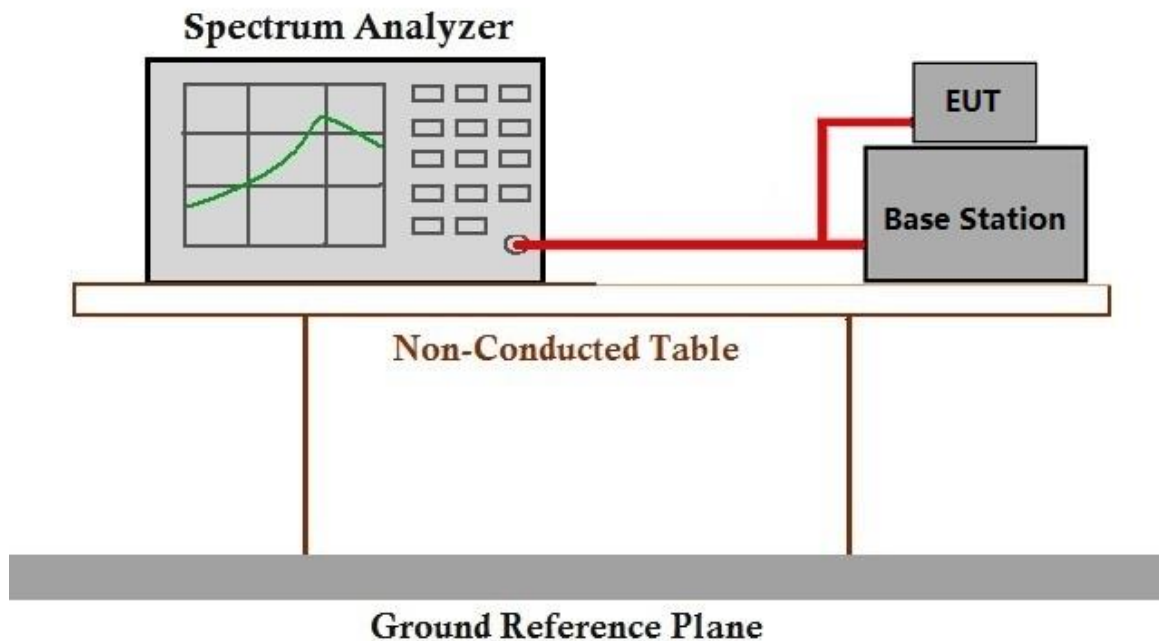 Spectrum Analyzer
EUT
Base Station
Non-Conducted Table
Ground Reference Plane